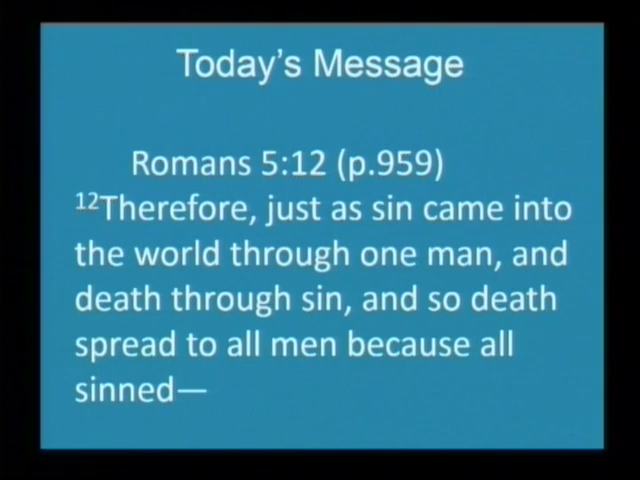 Today's Message
Romans 5:12 (p.959)
¹²Therefore, just as sin came into
the world through one man, and
death through sin, and so death
spread to all men because all
sinned—